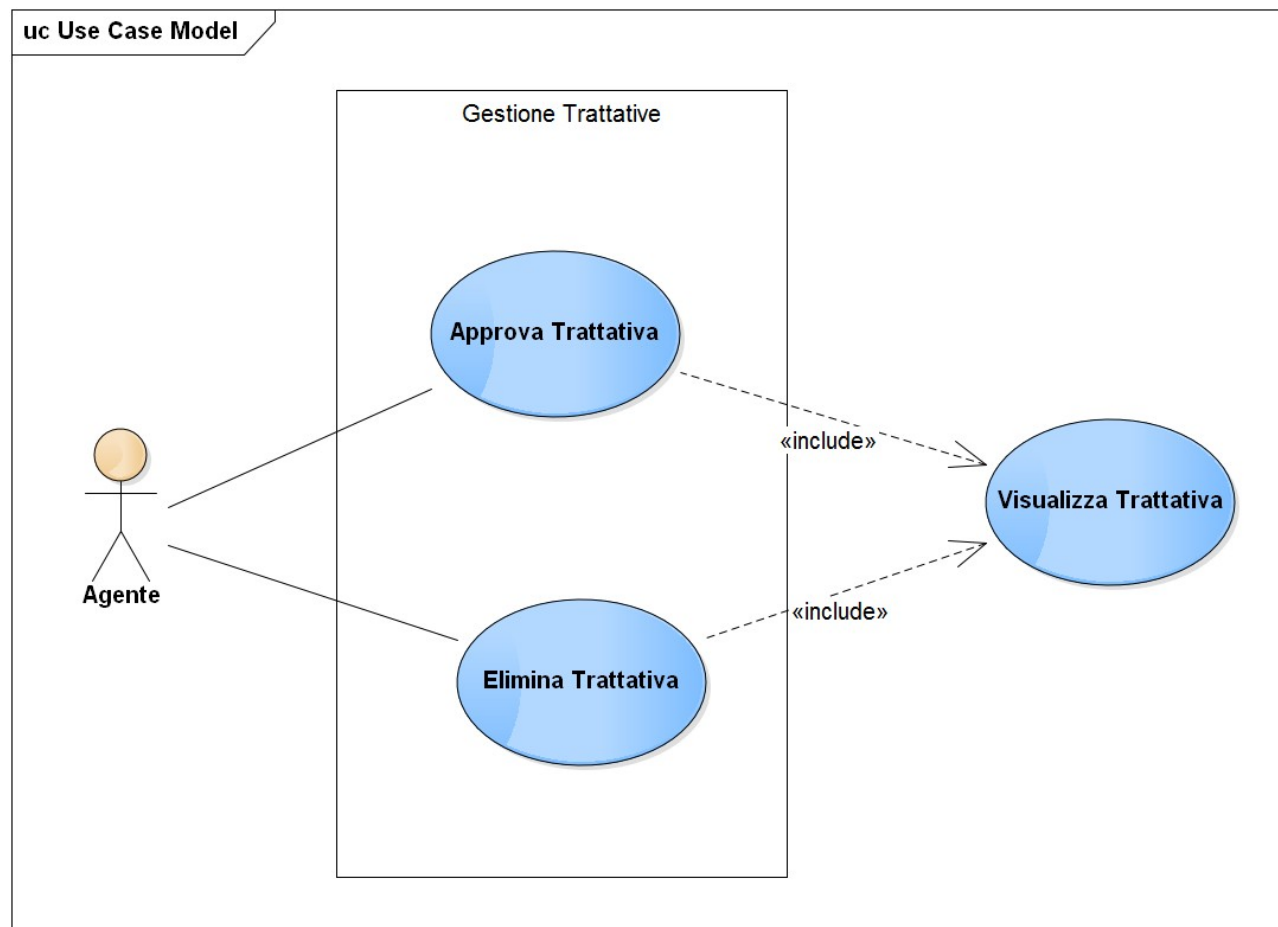 uc Use Case Model
Gestione Trattative
Approva Trattativa
«include»
Visualizza Trattativa
Agente
«include»
Elimina Trattativa